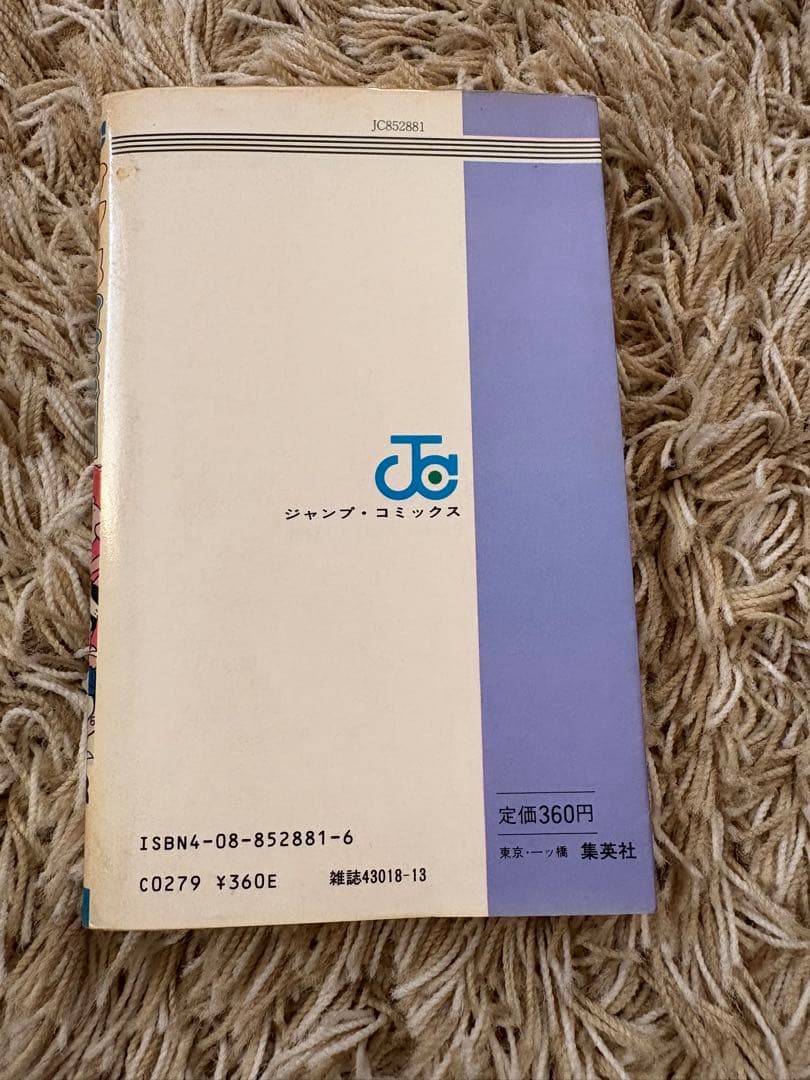 JC852881
JC
ジャンプ・コミックス
定価360円
東京・一ッ橋 集英社
ISBN4-08-852881-6
C0279 ¥360E 雑誌43018-13